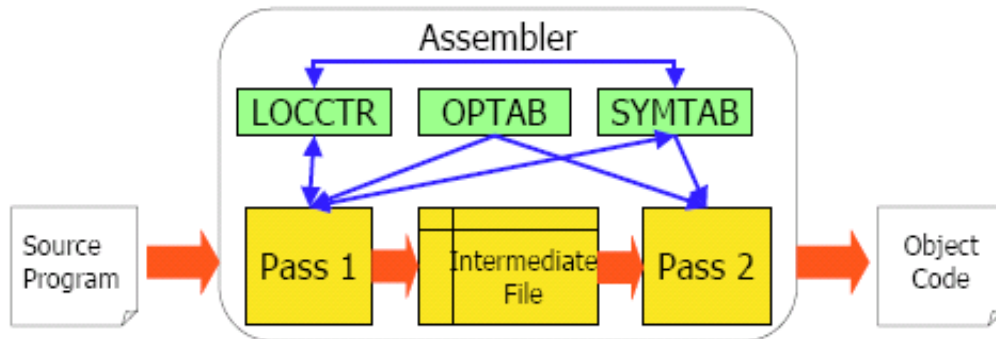 Assembler
LOCCTR
OPTAB
SYMTAB
Source
Program
Pass 1
Intermediate
File
Pass 2
Object
Code